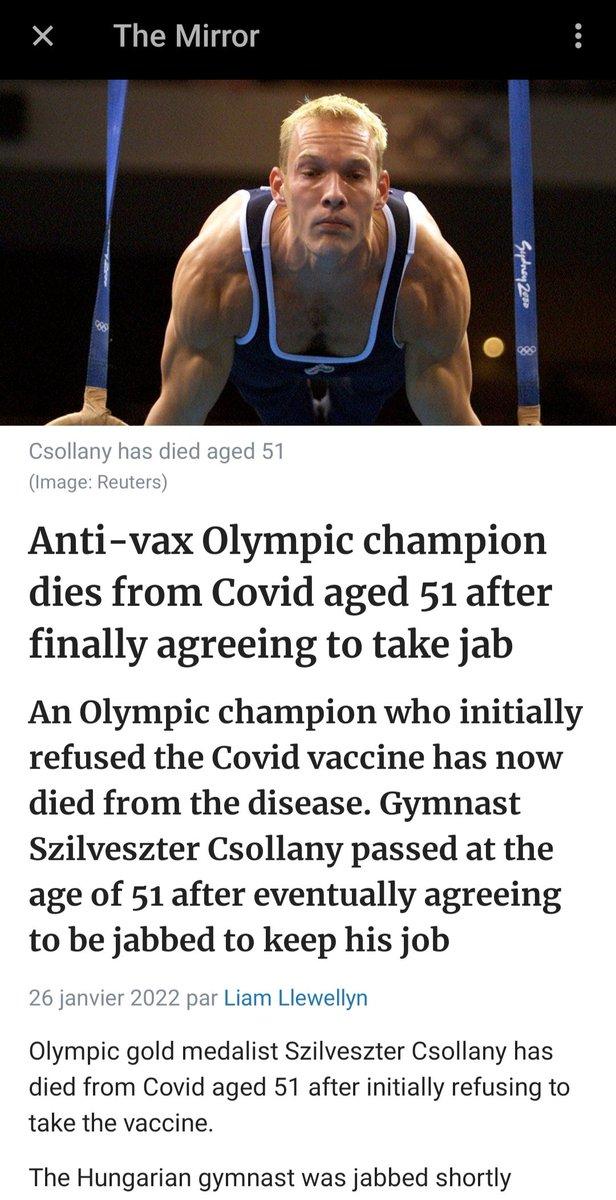 The Mirror
Sydney 2000
Csollany has died aged 51
(Image: Reuters)
Anti-vax Olympic champion
dies from Covid aged 51 after
finally agreeing to take jab
An Olympic champion who initially
refused the Covid vaccine has now
died from the disease. Gymnast
Szilveszter Csollany passed at the
age of 51 after eventually agreeing
to be jabbed to keep his job
26 janvier 2022 par Liam Llewellyn
Olympic gold medalist Szilveszter Csollany has
died from Covid aged 51 after initially refusing to
take the vaccine.
The Hungarian gymnast was jabbed shortly